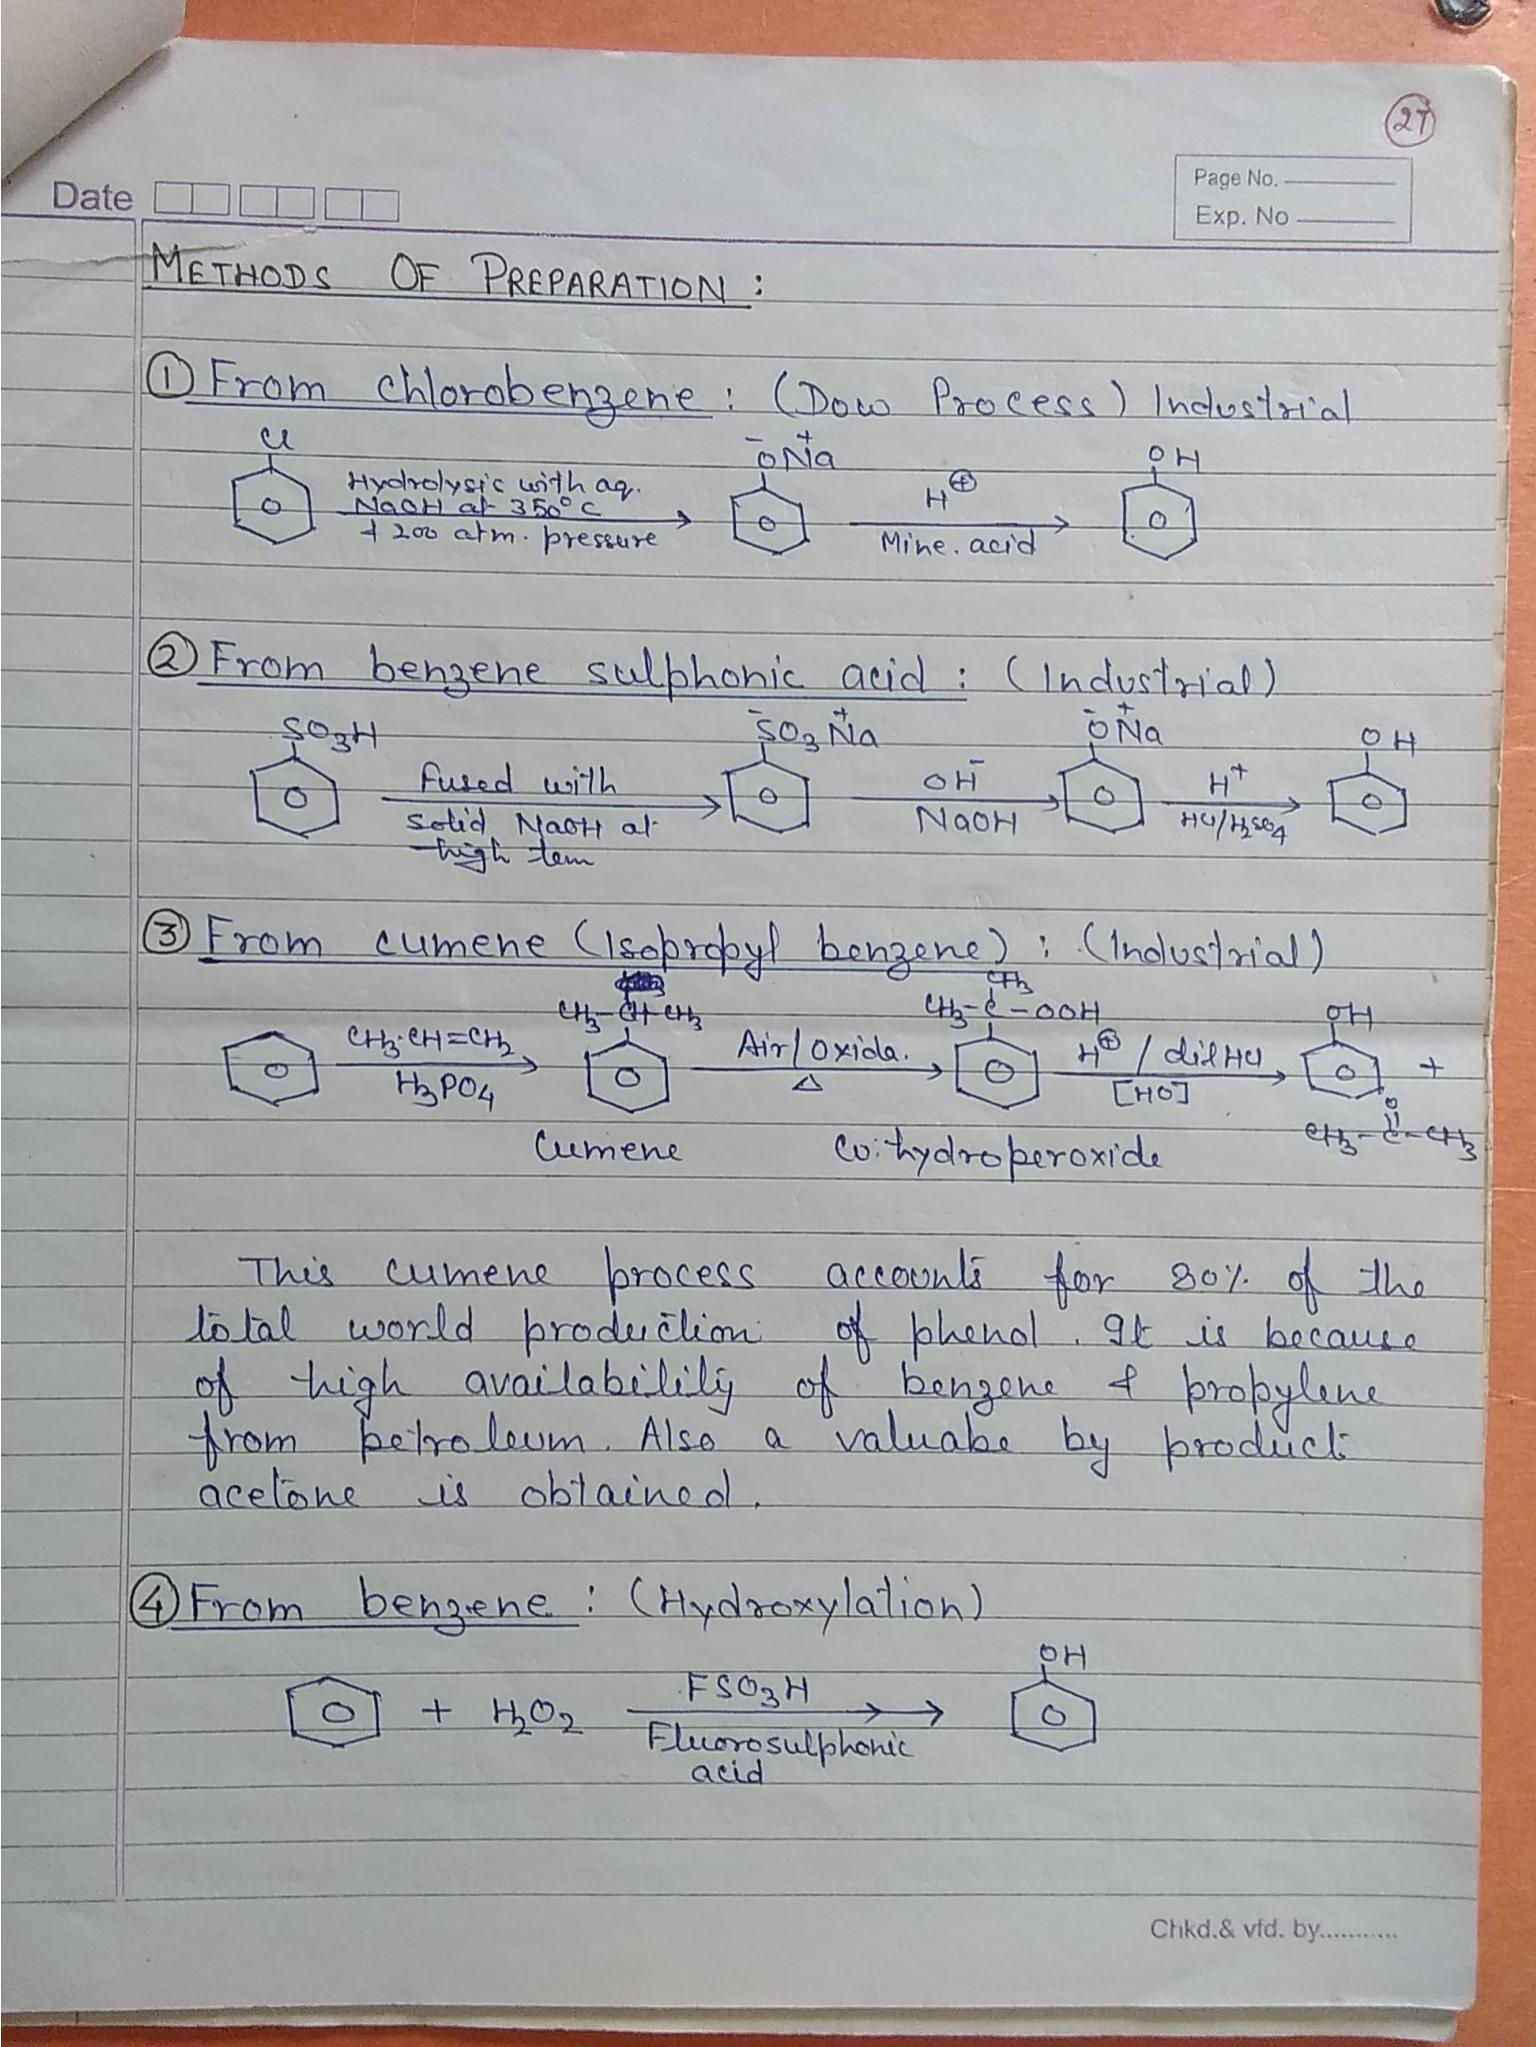 27
Date
Page No.
Exp. No
METHODS OF PREPARATION :
① From chlorobenzene : (Dow Process) Industrial
Cl
Hydrolysis with aq.
NaOH at 350°C
+ 200 atm. pressure
ŌNa⁺
H⊕
Mine. acid
OH
② From benzene sulphonic acid : (Industrial)
SO₃H
Fused with
Solid NaOH at
high tem
S̄O₃Na⁺
OH⁻
NaOH
ŌNa⁺
H⁺
HCl/H₂SO₄
OH
③ From cumene (Isopropyl benzene) : (Industrial)
CH₃·CH=CH₂
H₃PO₄
CH₃-CH-CH₃
Air/Oxida.
△
CH₃
CH₃-C-OOH
H⊕ / dil HCl
[HO]
OH
+
O
CH₃-C-CH₃
Cumene
Cu: hydroperoxide
This cumene process accounts for 80% of the
total world production of phenol. It is because
of high availability of benzene & propylene
from petroleum. Also a valuabe by product
acetone is obtained.
④ From benzene : (Hydroxylation)
+ H₂O₂
FSO₃H
Fluorosulphonic
acid
OH
Chkd.& vfd. by...........